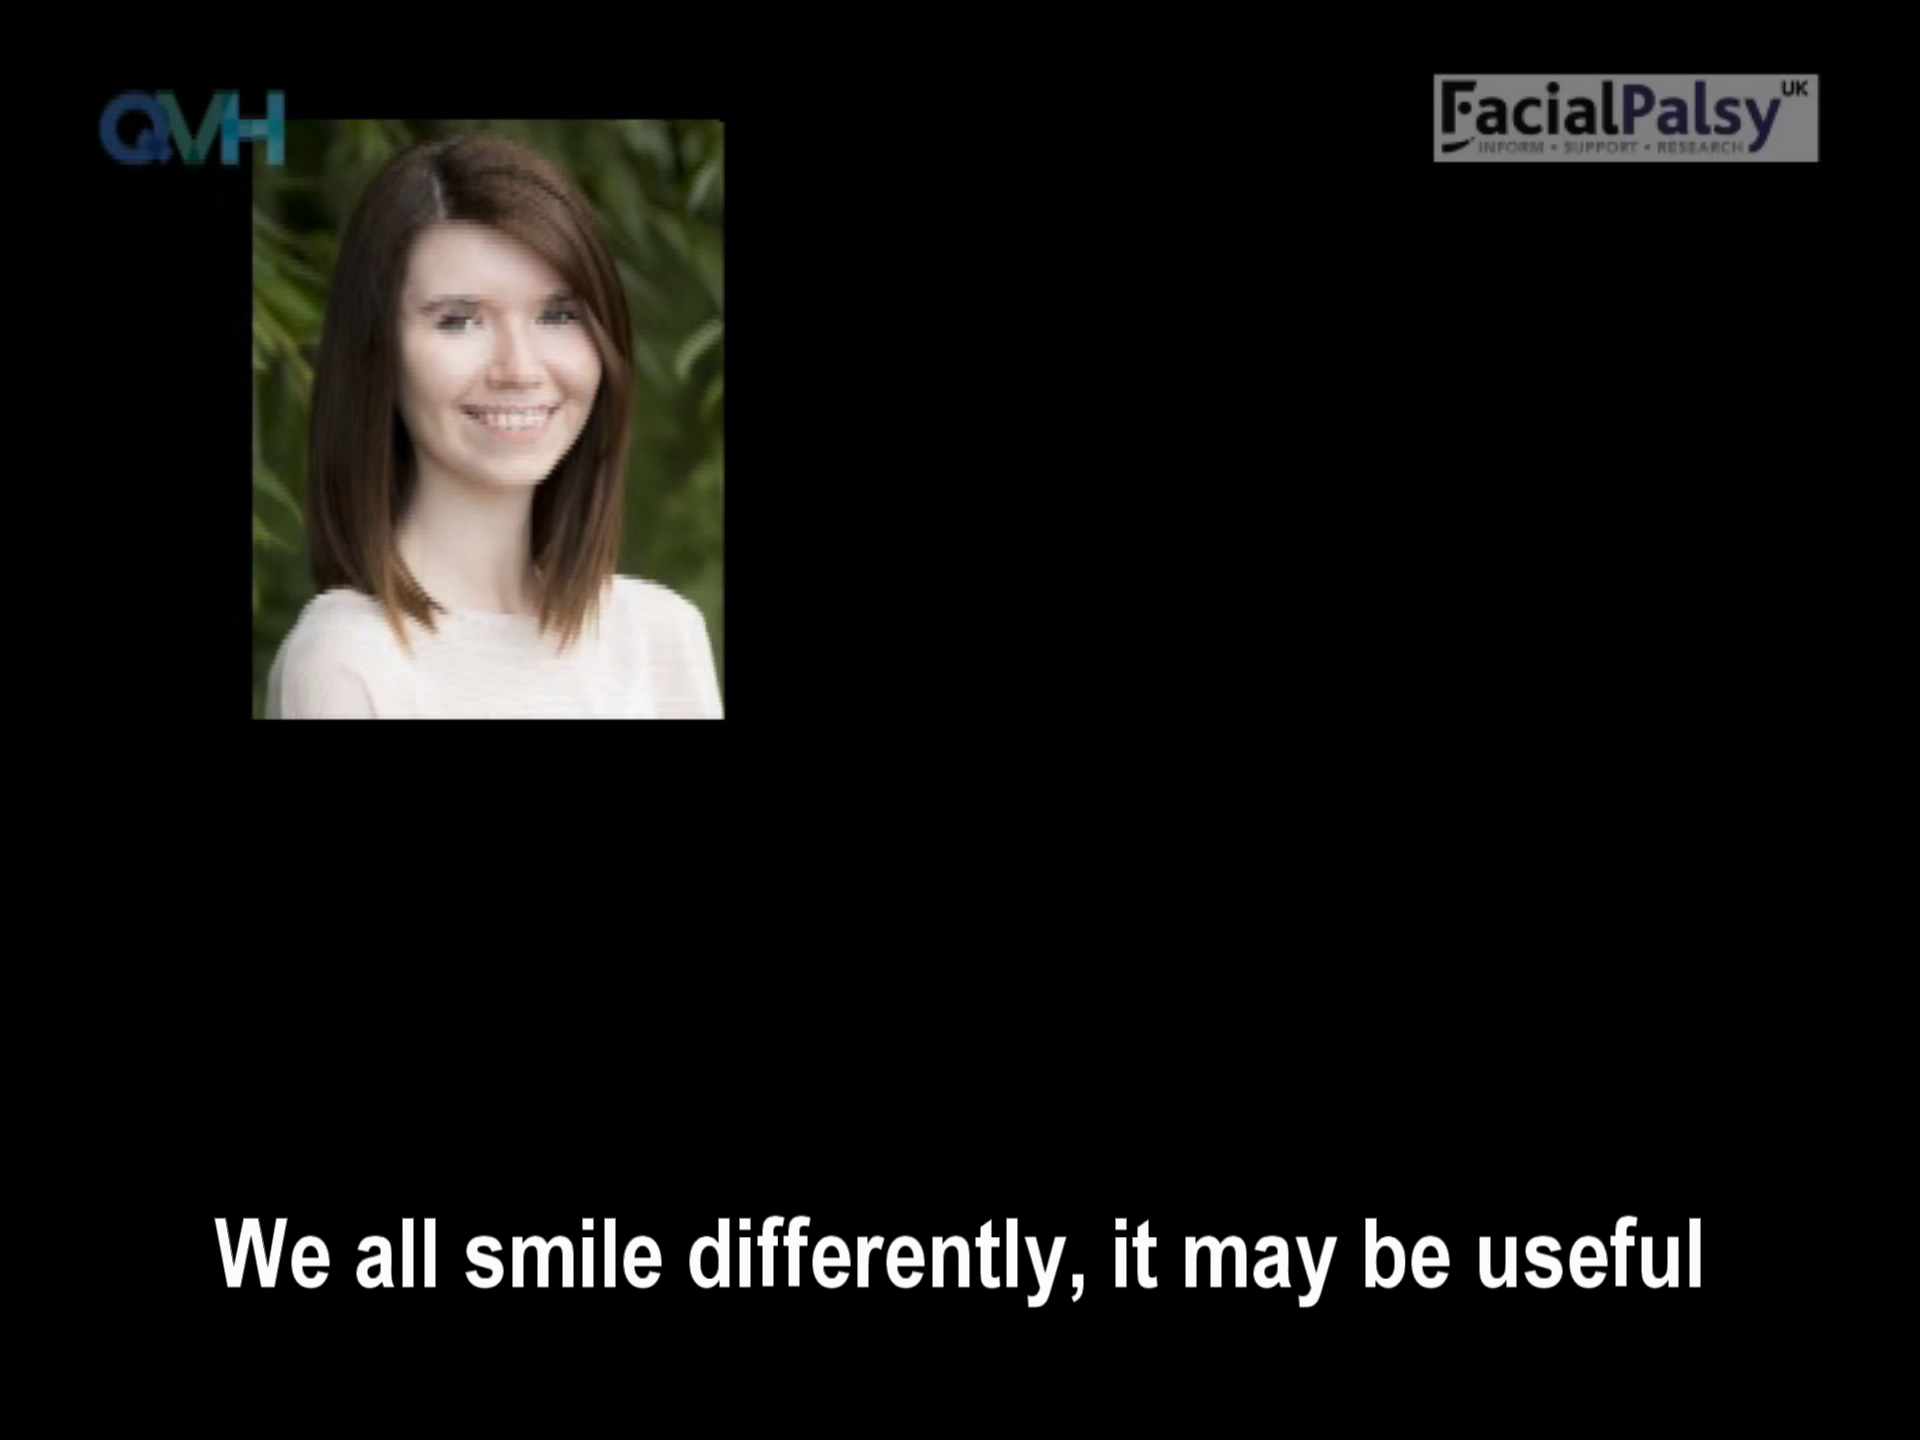 QVH
FacialPalsy UK
INFORM • SUPPORT • RESEARCH
We all smile differently, it may be useful